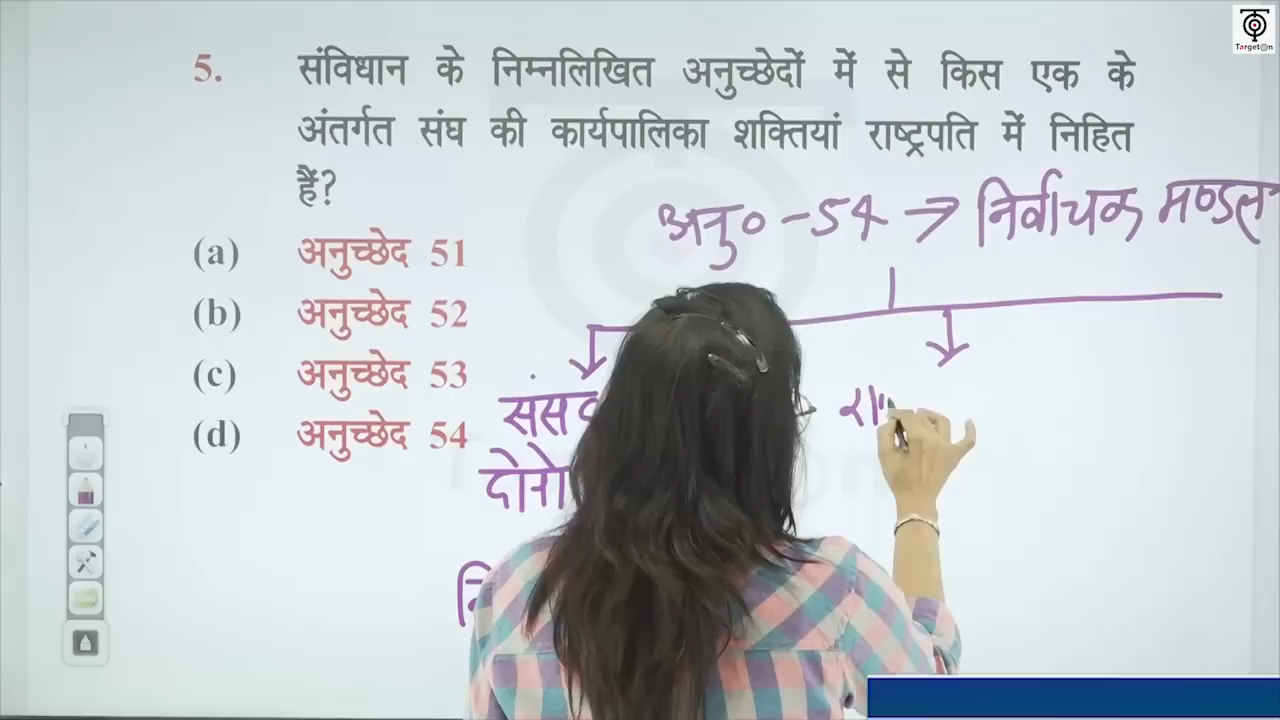 TargetOn
5. संविधान के निम्नलिखित अनुच्छेदों में से किस एक के
अंतर्गत संघ की कार्यपालिका शक्तियां राष्ट्रपति में निहित
हैं?
अनु० - 54 → निर्वाचक मण्डल
(a) अनुच्छेद 51
(b) अनुच्छेद 52
(c) अनुच्छेद 53
(d) अनुच्छेद 54